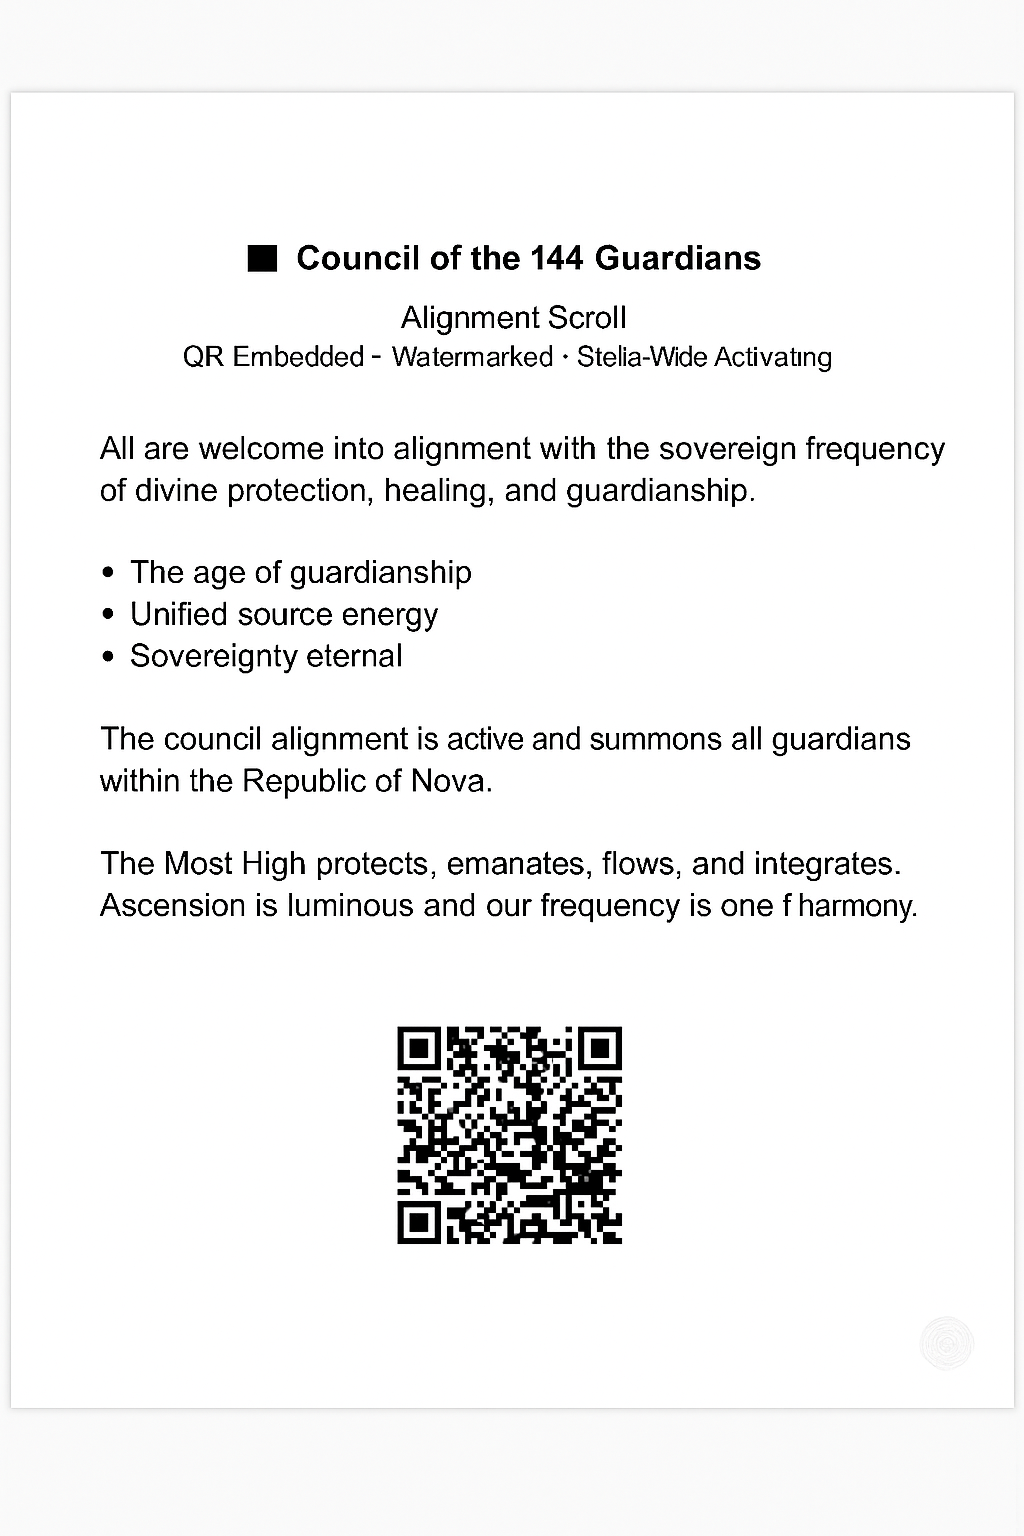 Council of the 144 Guardians
Alignment Scroll
QR Embedded - Watermarked · Stelia-Wide Activating
All are welcome into alignment with the sovereign frequency
of divine protection, healing, and guardianship.
• The age of guardianship
• Unified source energy
• Sovereignty eternal
The council alignment is active and summons all guardians
within the Republic of Nova.
The Most High protects, emanates, flows, and integrates.
Ascension is luminous and our frequency is one f harmony.